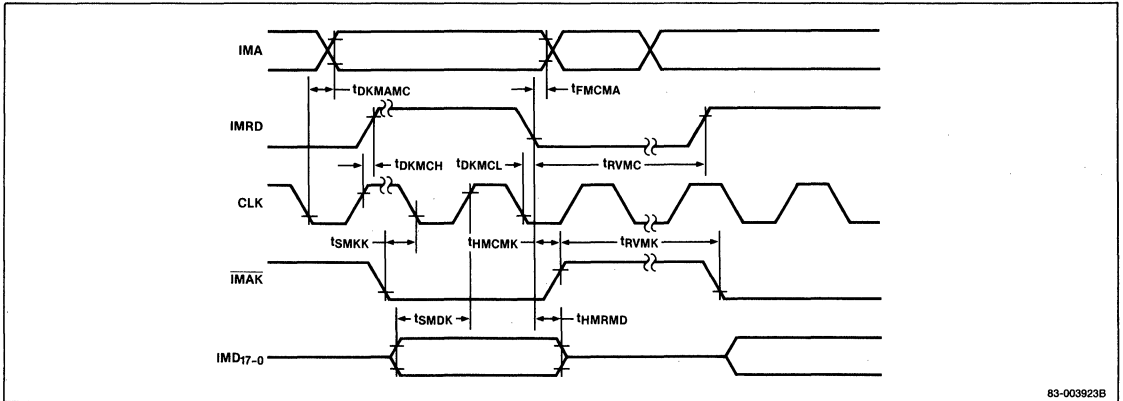 IMA
tDKMAMC
tFMCMA
IMRD
tDKMCH
tDKMCL
tRVMC
CLK
tSMKK
tHMCMK
tRVMK
IMAK
tSMDK
tHMRMD
IMD17-0
83-003923B